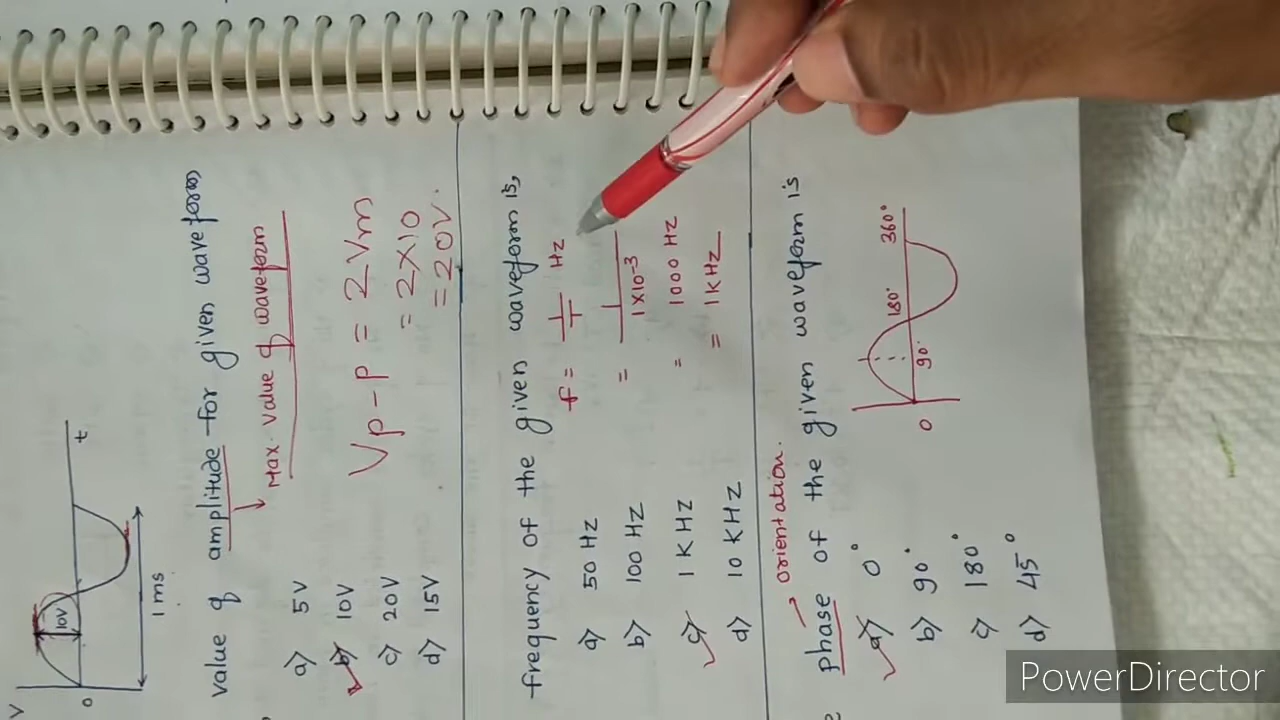 V
10V
0
t
1 ms
value of amplitude for given waveform
Max. value of waveform
a) 5V
b) 10V
c) 20V
d) 15V
Vp-p = 2Vm
= 2×10
= 20V.
frequency of the given waveform is,
a) 50 Hz
b) 100 Hz
c) 1 KHz
d) 10 KHz
f = 1/T Hz
= 1/1×10-3
= 1000 Hz
= 1KHz
orientation.
phase of the given waveform is
a) 0°
b) 90°
c) 180°
d) 45°
0
90°
180°
360°
PowerDirector